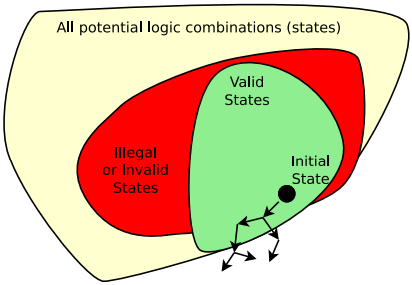 All potential logic combinations (states)
Valid
States
Illegal
or Invalid
States
Initial
State